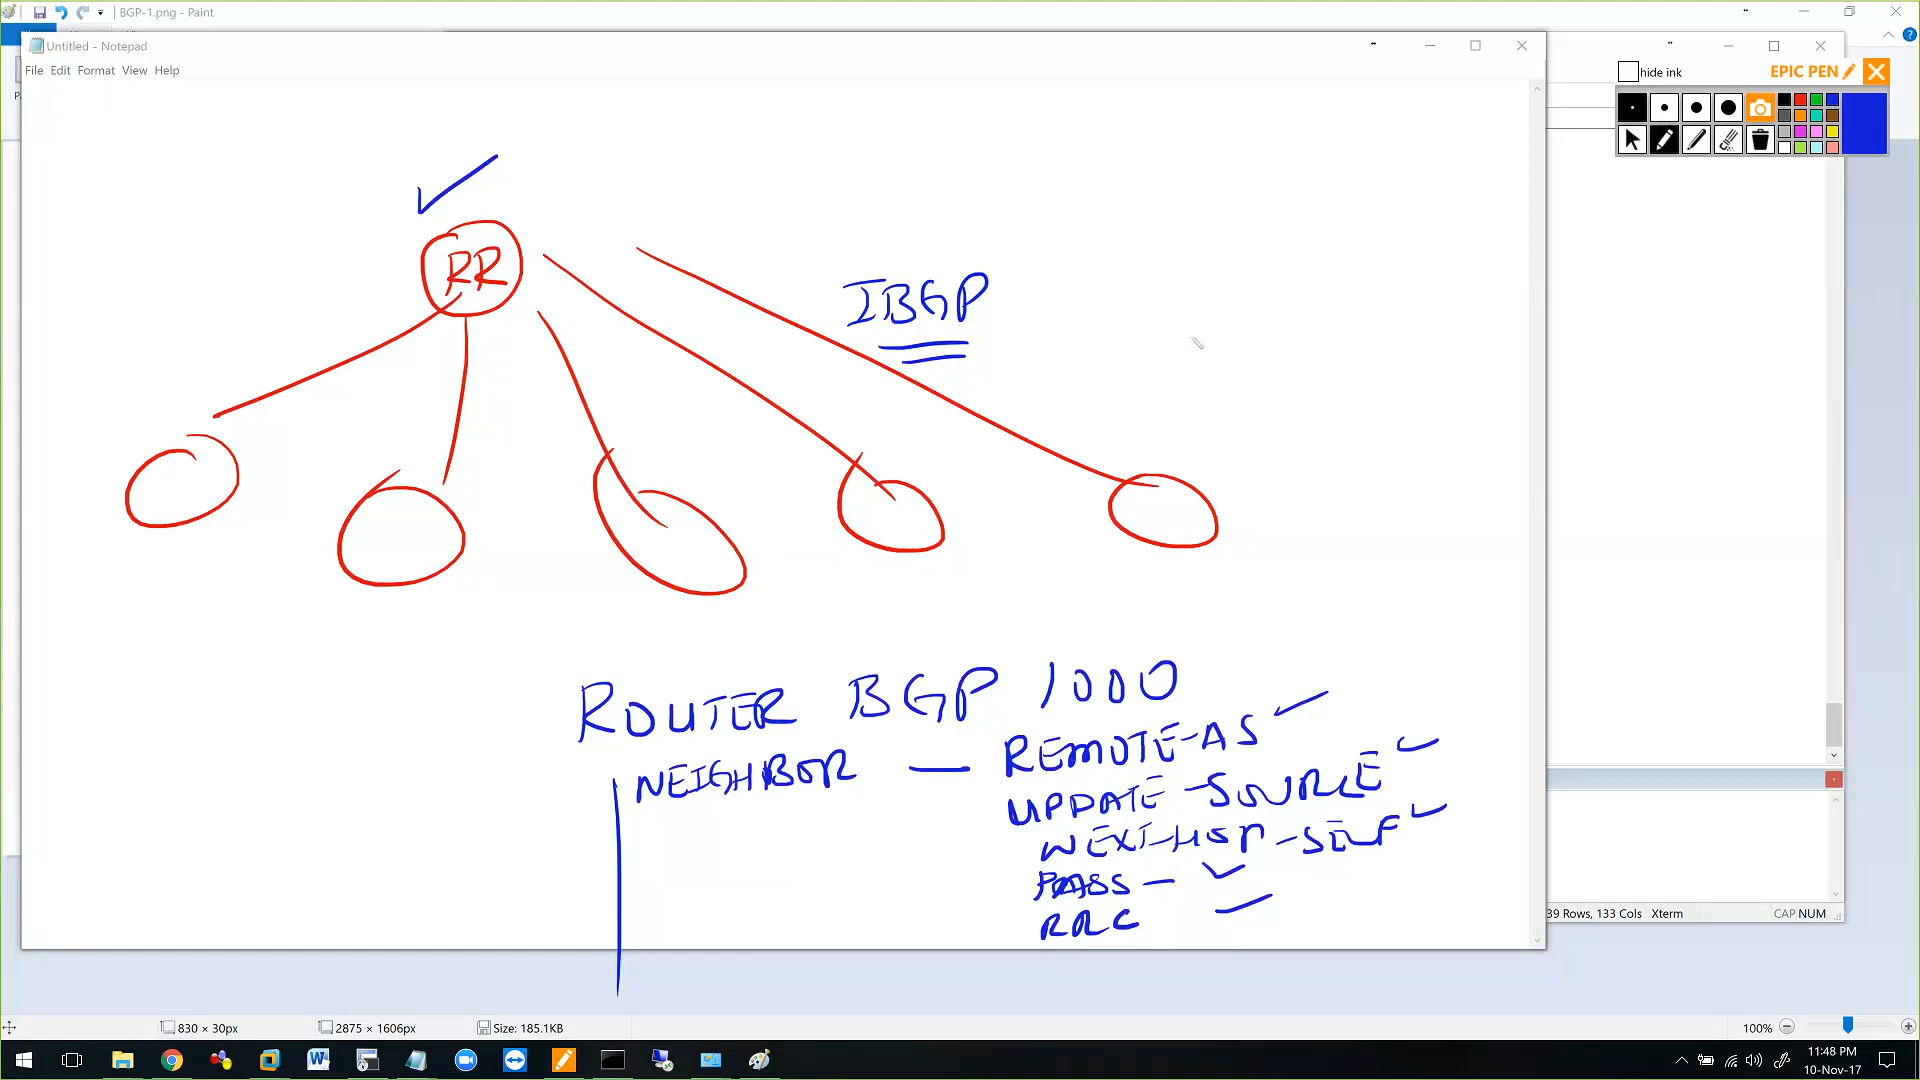 BGP-1.png - Paint
Untitled - Notepad
File Edit Format View Help
hide ink
EPIC PEN
RR
IBGP
ROUTER BGP 1000
NEIGHBOR — REMOTE-AS
UPDATE-SOURCE
NEXT-HOP-SELF
PASS —
RRC
39 Rows, 133 Cols Xterm CAP NUM
830 × 30px 2875 × 1606px Size: 185.1KB 100%
11:48 PM
10-Nov-17